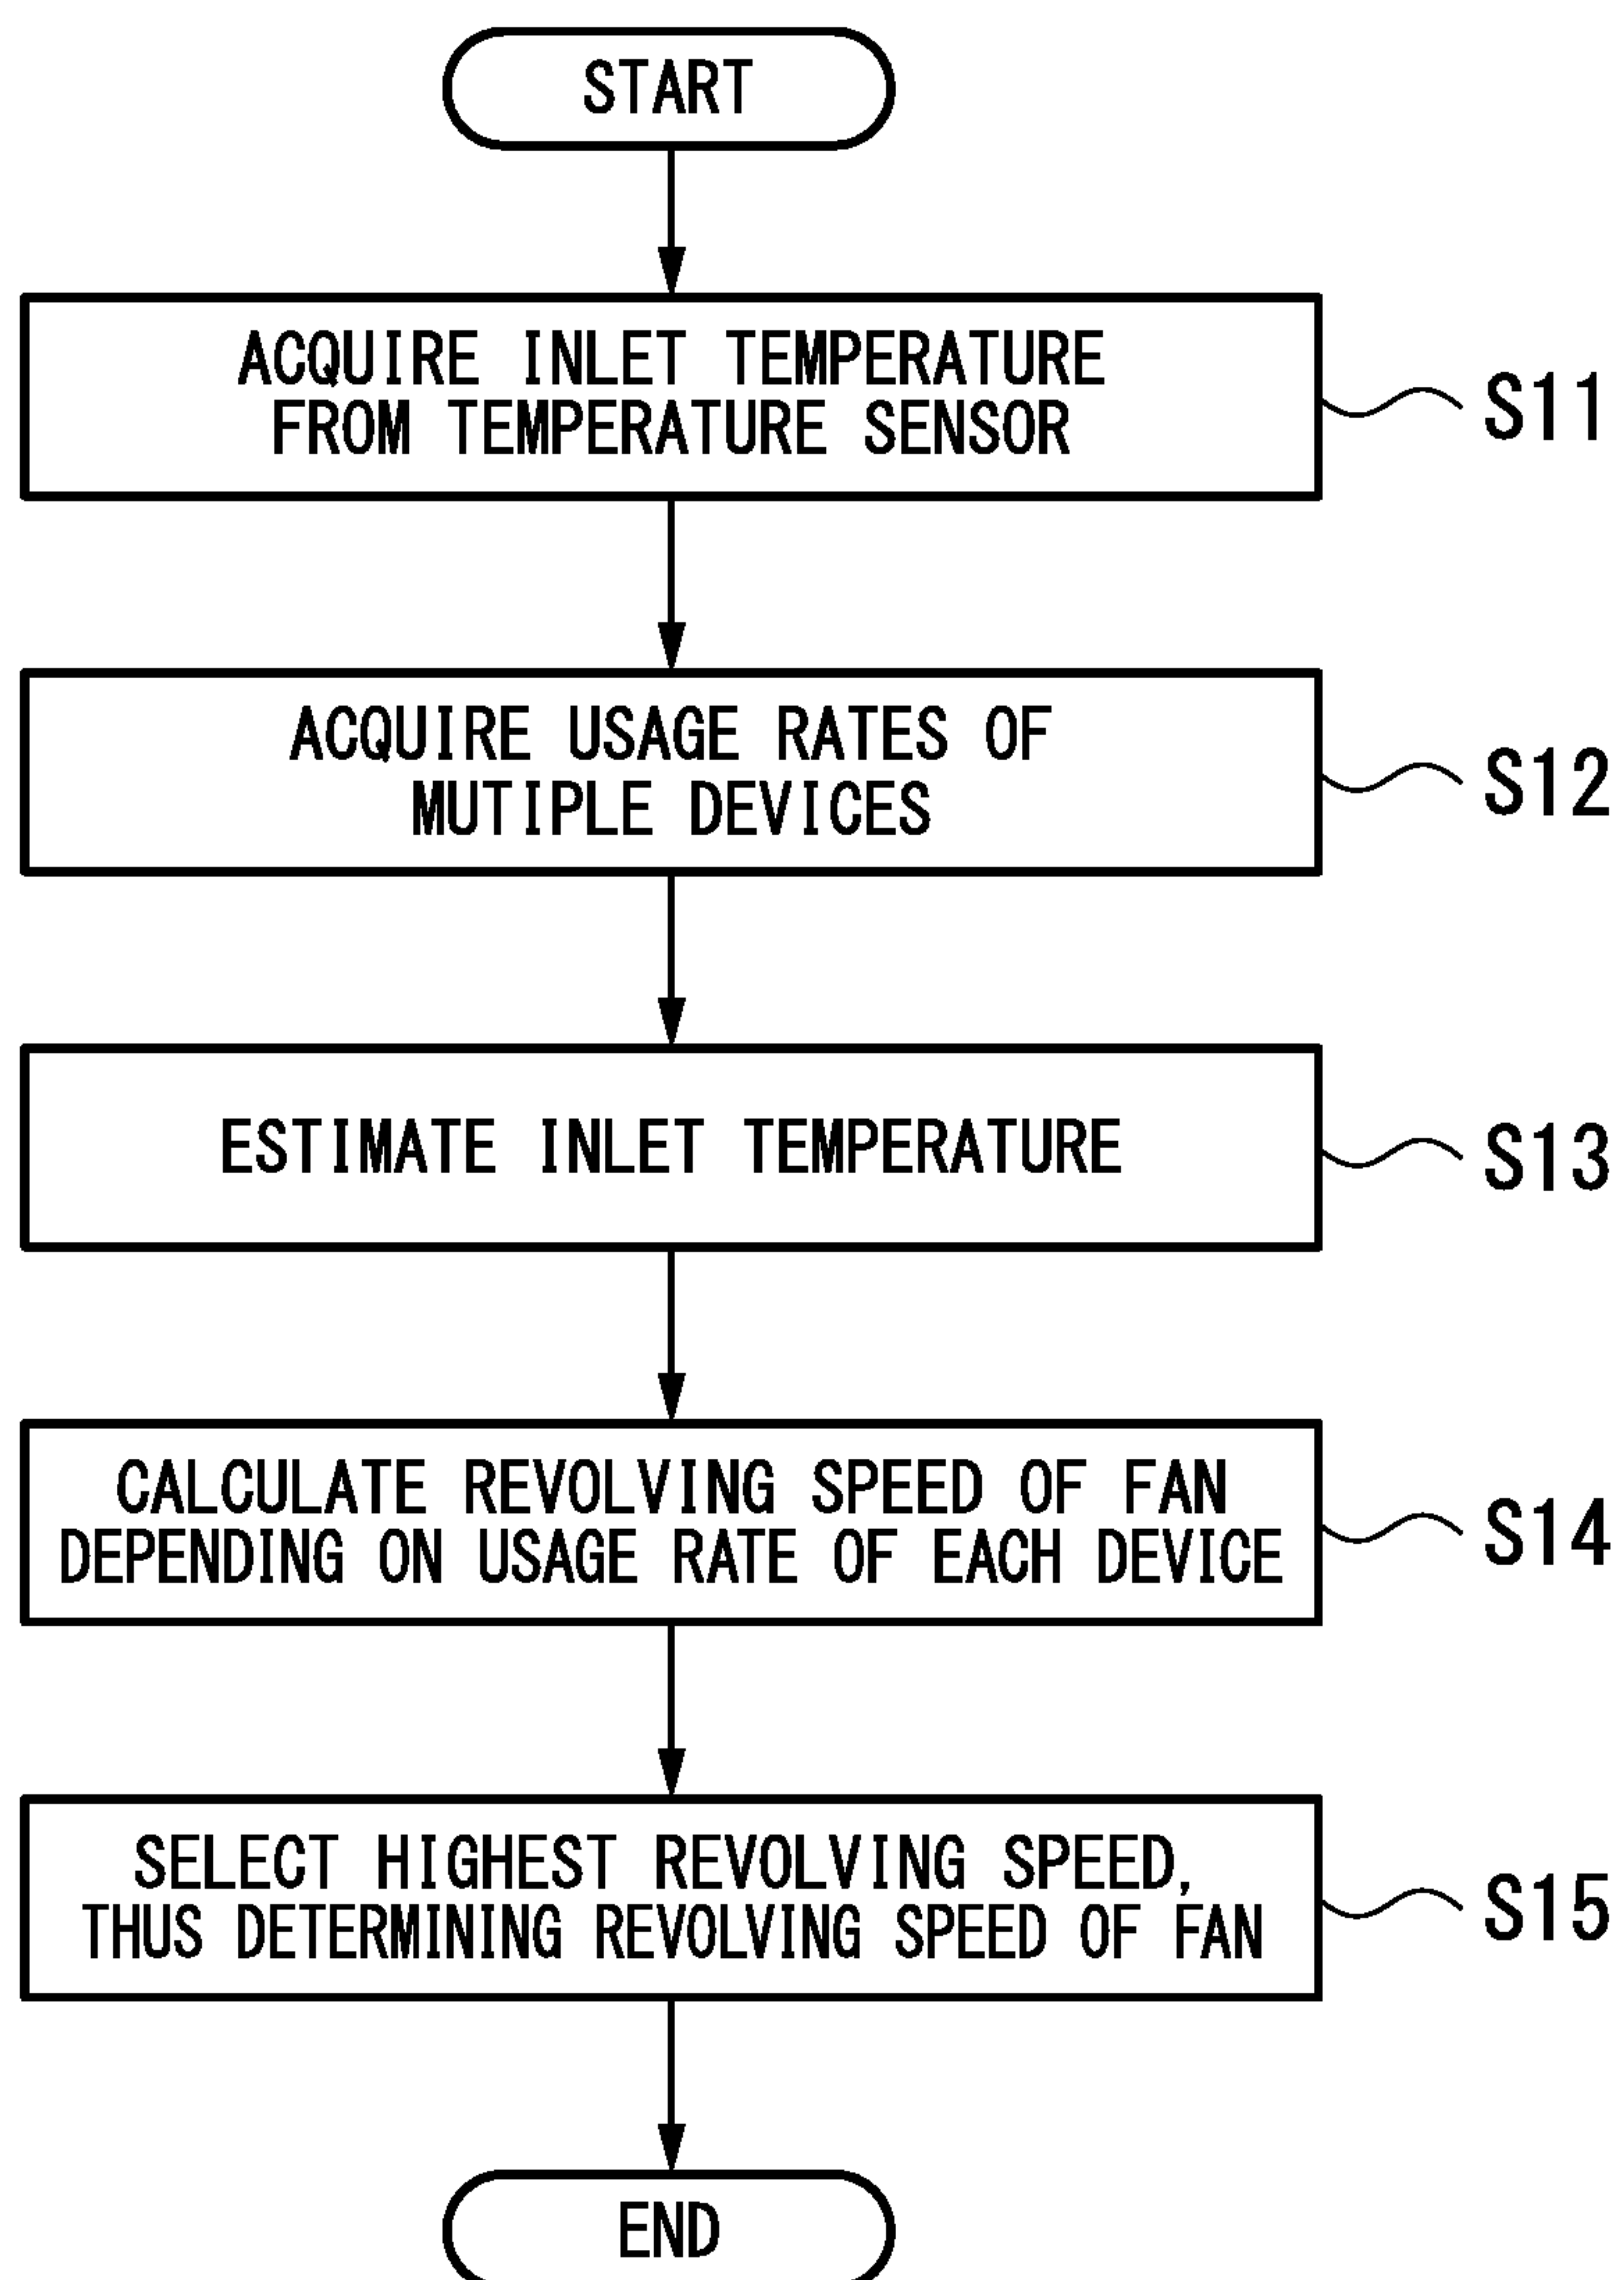 START
ACQUIRE INLET TEMPERATURE
FROM TEMPERATURE SENSOR
S11
ACQUIRE USAGE RATES OF
MUTIPLE DEVICES
S12
ESTIMATE INLET TEMPERATURE
S13
CALCULATE REVOLVING SPEED OF FAN
DEPENDING ON USAGE RATE OF EACH DEVICE
S14
SELECT HIGHEST REVOLVING SPEED,
THUS DETERMINING REVOLVING SPEED OF FAN
S15
END